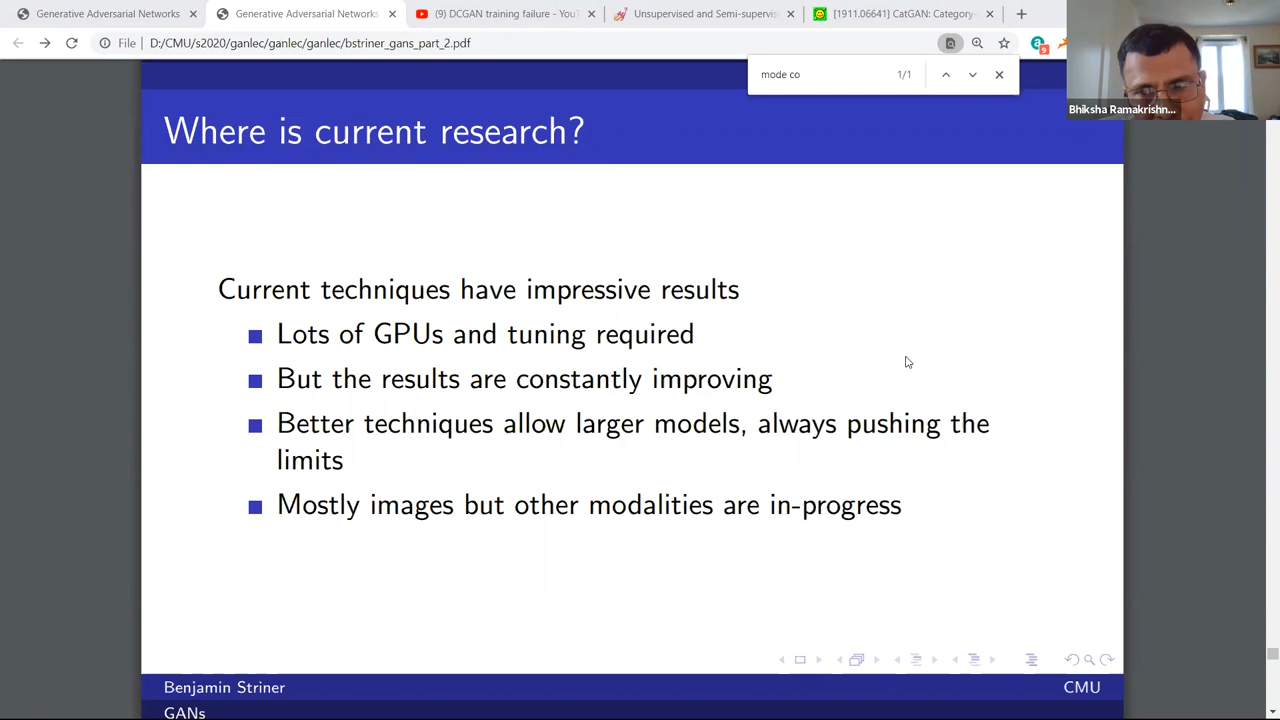 Generative Adversarial Networks
Generative Adversarial Networks
(9) DCGAN training failure - You
Unsupervised and Semi-supervis
[1911.06641] CatGAN: Category-
File D:/CMU/s2020/ganlec/ganlec/ganlec/bstriner_gans_part_2.pdf
9
mode co 1/1
Bhiksha Ramakrishn...
Where is current research?
Current techniques have impressive results
Lots of GPUs and tuning required
But the results are constantly improving
Better techniques allow larger models, always pushing the
limits
Mostly images but other modalities are in-progress
Benjamin Striner CMU
GANs